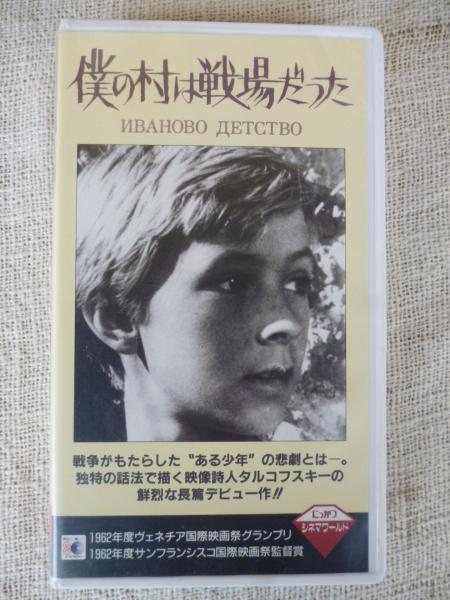 僕の村は戦場だった
ИВАНОВО ДЕТСТВО
戦争がもたらした“ある少年”の悲劇とは─。
独特の話法で描く映像詩人タルコフスキーの
鮮烈な長篇デビュー作!!
1962年度ヴェネチア国際映画祭グランプリ
1962年度サンフランシスコ国際映画祭監督賞
にっかつ
シネマワールド